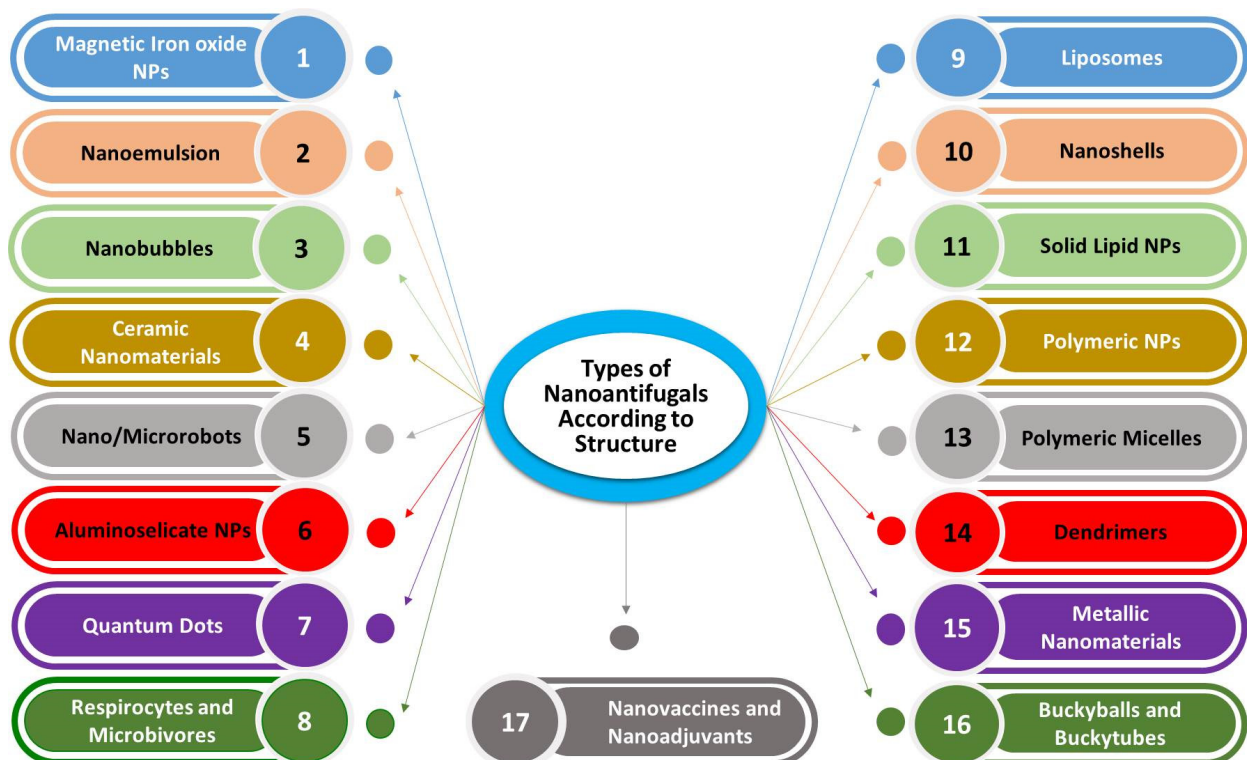 Magnetic Iron oxide
NPs
1
Nanoemulsion
2
Nanobubbles
3
Ceramic
Nanomaterials
4
Nano/Microrobots
5
Aluminoselicate NPs
6
Quantum Dots
7
Respirocytes and
Microbivores
8
Types of
Nanoantifugals
According to
Structure
9
Liposomes
10
Nanoshells
11
Solid Lipid NPs
12
Polymeric NPs
13
Polymeric Micelles
14
Dendrimers
15
Metallic
Nanomaterials
16
Buckyballs and
Buckytubes
17
Nanovaccines and
Nanoadjuvants